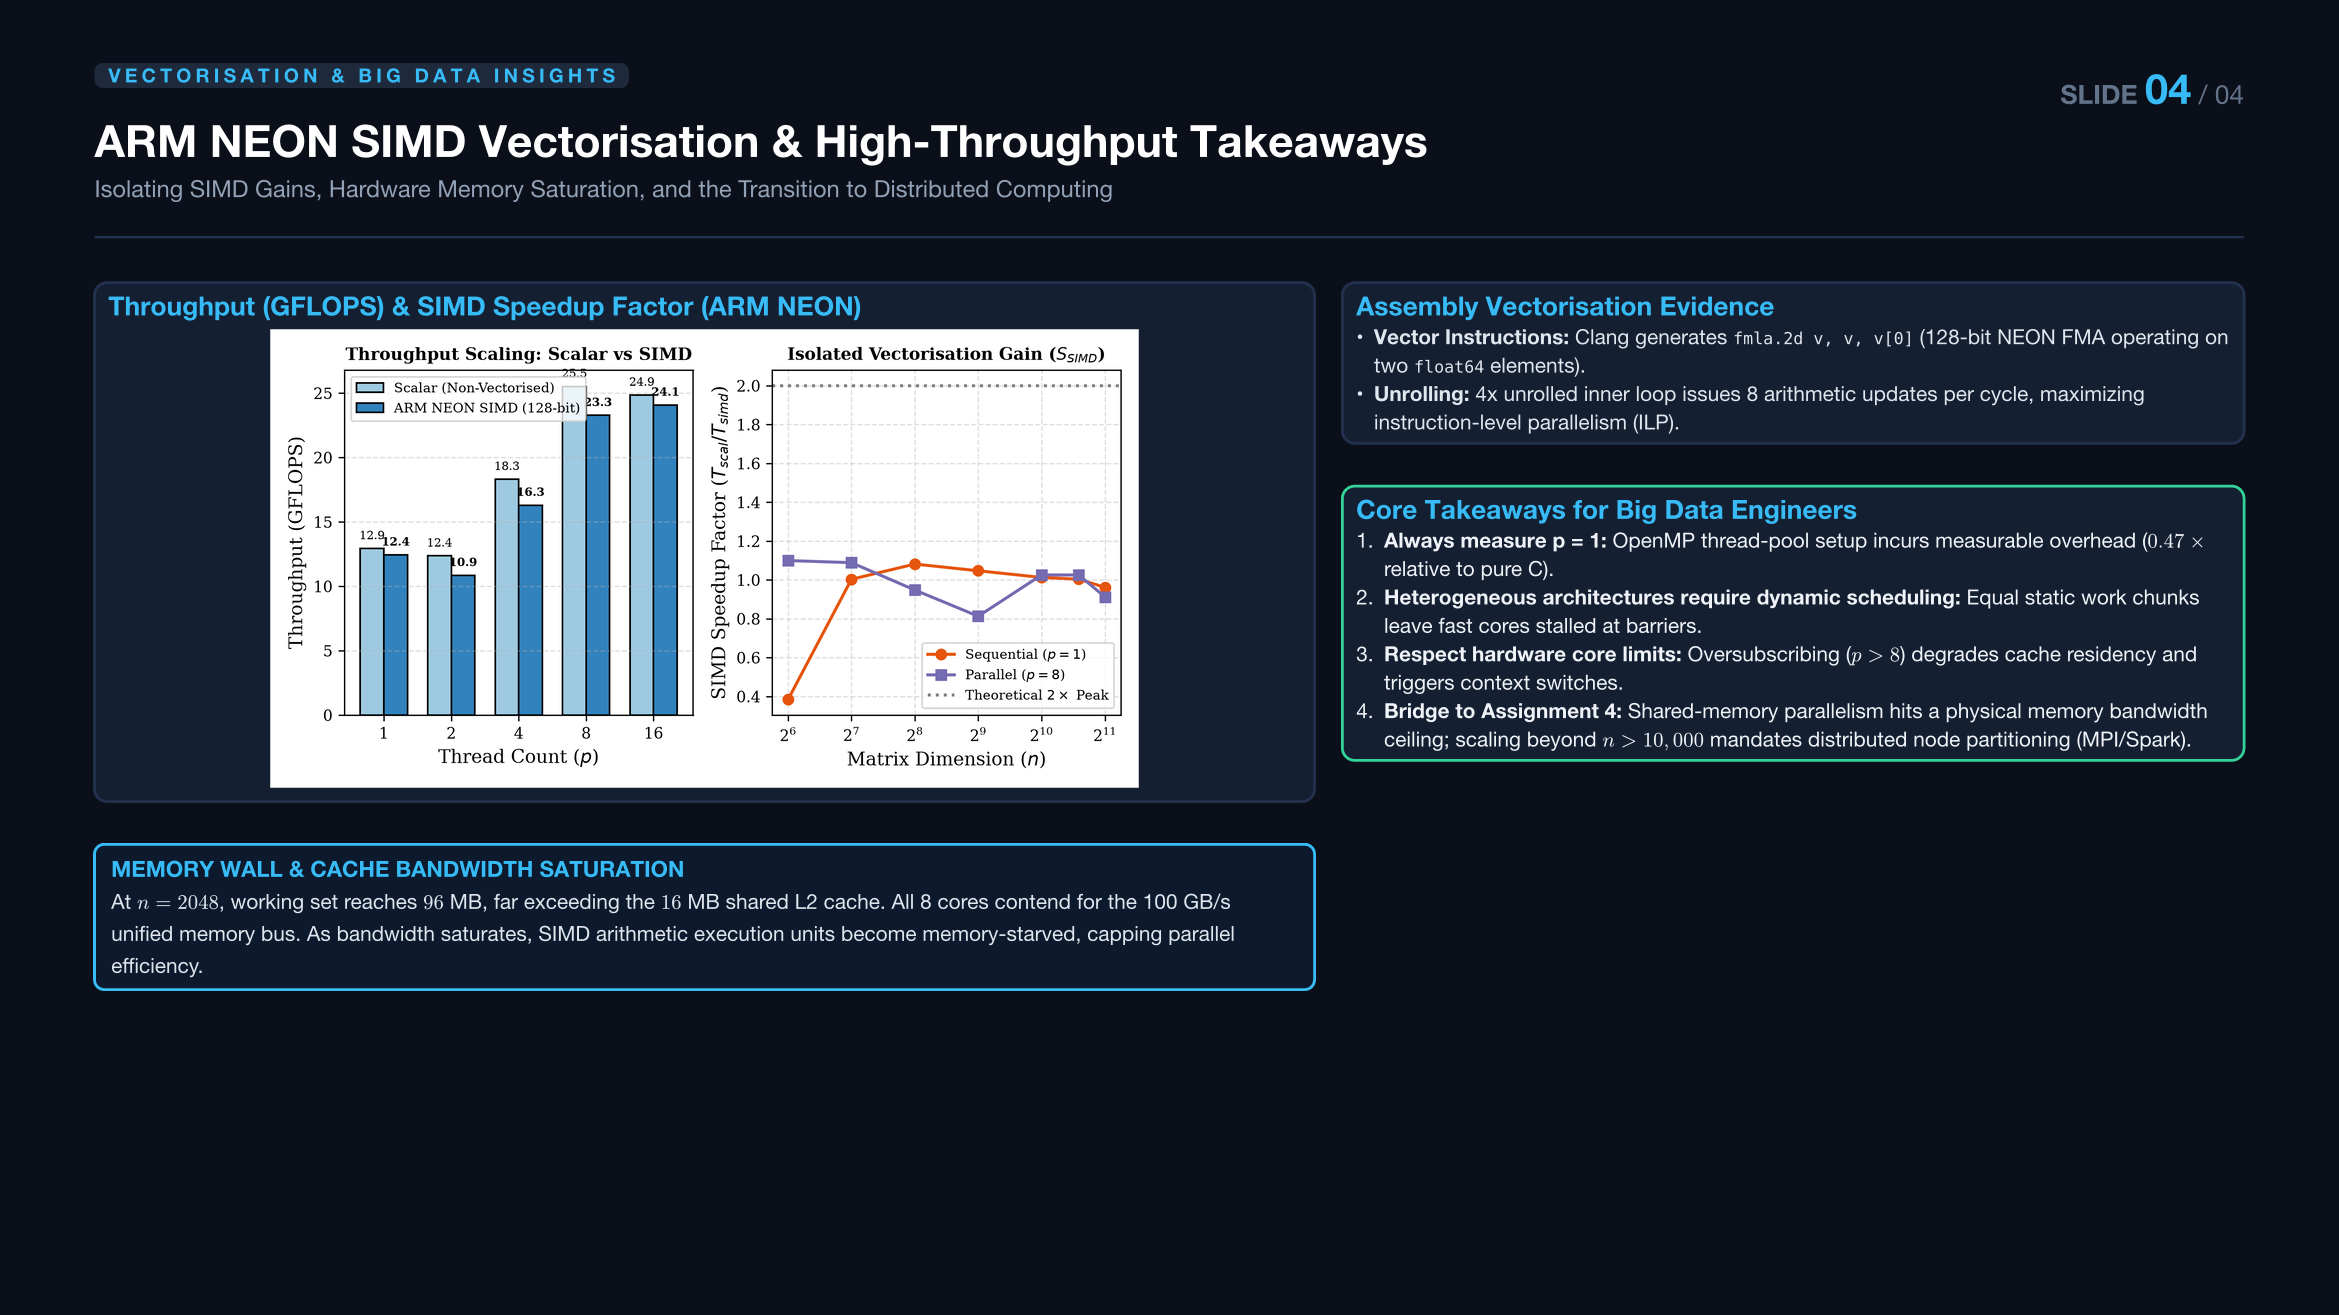 VECTORISATION & BIG DATA INSIGHTS
SLIDE 04 / 04
ARM NEON SIMD Vectorisation & High-Throughput Takeaways
Isolating SIMD Gains, Hardware Memory Saturation, and the Transition to Distributed Computing
Throughput (GFLOPS) & SIMD Speedup Factor (ARM NEON)
Throughput Scaling: Scalar vs SIMD
Scalar (Non-Vectorised)
ARM NEON SIMD (128-bit)
12.9
12.4
12.4
10.9
18.3
16.3
25.5
23.3
24.9
24.1
Throughput (GFLOPS)
25
20
15
10
5
0
1 2 4 8 16
Thread Count (p)
Isolated Vectorisation Gain (S_SIMD)
SIMD Speedup Factor (T_scal/T_simd)
2.0
1.8
1.6
1.4
1.2
1.0
0.8
0.6
0.4
Sequential (p = 1)
Parallel (p = 8)
Theoretical 2× Peak
2⁶ 2⁷ 2⁸ 2⁹ 2¹⁰ 2¹¹
Matrix Dimension (n)
MEMORY WALL & CACHE BANDWIDTH SATURATION
At n = 2048, working set reaches 96 MB, far exceeding the 16 MB shared L2 cache. All 8 cores contend for the 100 GB/s
unified memory bus. As bandwidth saturates, SIMD arithmetic execution units become memory-starved, capping parallel
efficiency.
Assembly Vectorisation Evidence
• Vector Instructions: Clang generates fmla.2d v, v, v[0] (128-bit NEON FMA operating on
two float64 elements).
• Unrolling: 4x unrolled inner loop issues 8 arithmetic updates per cycle, maximizing
instruction-level parallelism (ILP).
Core Takeaways for Big Data Engineers
1. Always measure p = 1: OpenMP thread-pool setup incurs measurable overhead (0.47 ×
relative to pure C).
2. Heterogeneous architectures require dynamic scheduling: Equal static work chunks
leave fast cores stalled at barriers.
3. Respect hardware core limits: Oversubscribing (p > 8) degrades cache residency and
triggers context switches.
4. Bridge to Assignment 4: Shared-memory parallelism hits a physical memory bandwidth
ceiling; scaling beyond n > 10,000 mandates distributed node partitioning (MPI/Spark).